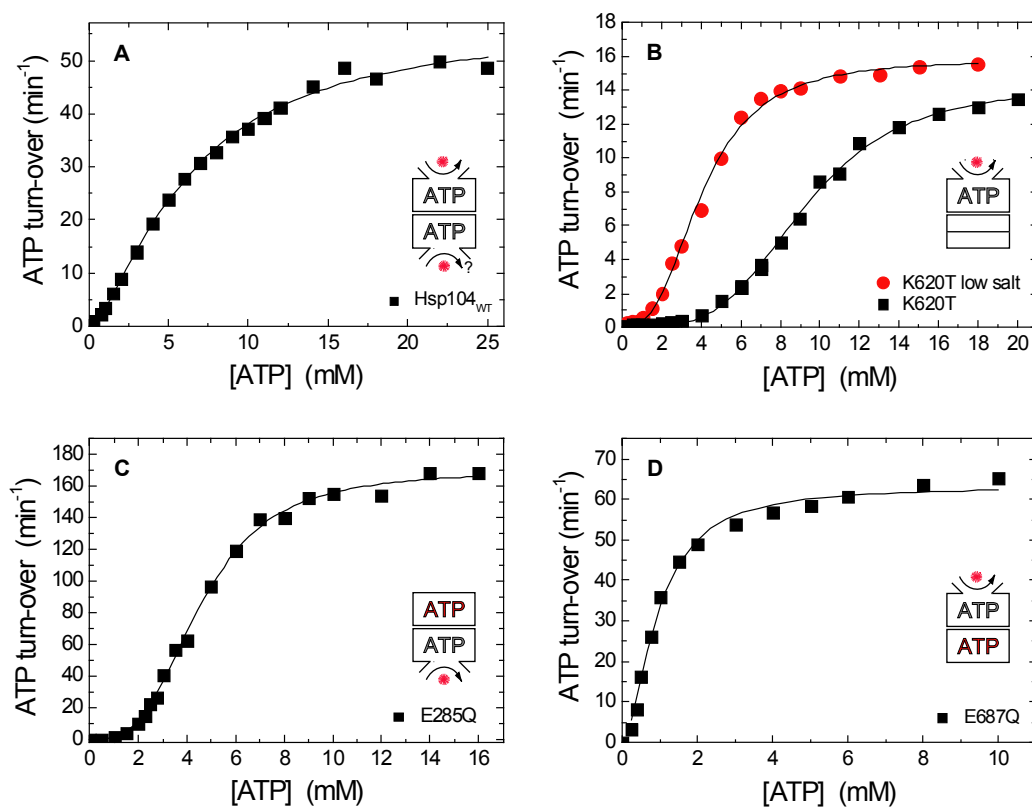 A
ATP turn-over (min⁻¹)
50
40
30
20
10
0
0 5 10 15 20 25
[ATP] (mM)
ATP
ATP
?
Hsp104WT
B
ATP turn-over (min⁻¹)
18
16
14
12
10
8
6
4
2
0
0 2 4 6 8 10 12 14 16 18 20
[ATP] (mM)
ATP
K620T low salt
K620T
C
ATP turn-over (min⁻¹)
180
160
140
120
100
80
60
40
20
0
0 2 4 6 8 10 12 14 16
[ATP] (mM)
ATP
ATP
E285Q
D
ATP turn-over (min⁻¹)
70
60
50
40
30
20
10
0
0 2 4 6 8 10
[ATP] (mM)
ATP
ATP
E687Q